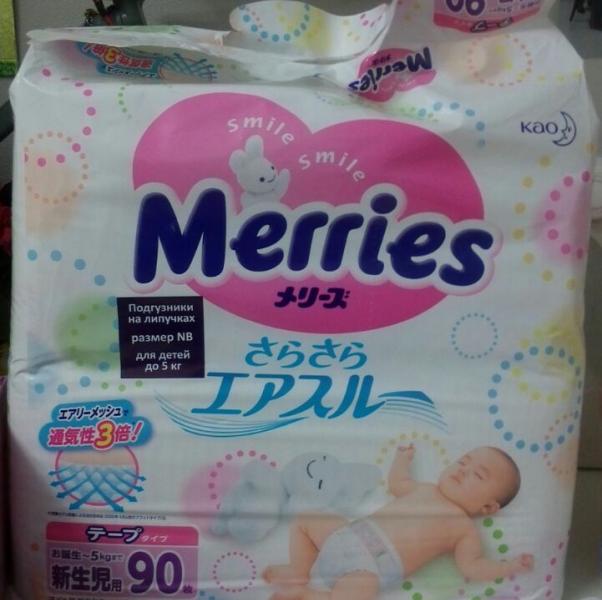 Merries
Kao
smile
smile
Merries
メリーズ
Подгузники
на липучках
размер NB
для детей
до 5 кг
さらさら
エアスルー
エアリーメッシュで
通気性3倍!
テープタイプ
お誕生~5kgまで
新生児用 90枚